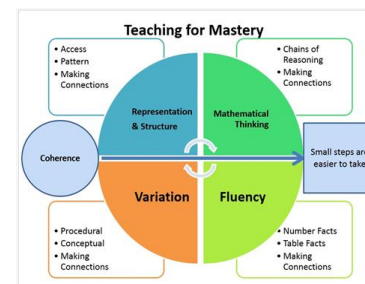 Teaching for Mastery
• Access
• Pattern
• Making
Connections
• Chains of
Reasoning
• Making
Connections
Representation
& Structure
Mathematical
Thinking
Coherence
Small steps are
easier to take
Variation
Fluency
• Procedural
• Conceptual
• Making
Connections
• Number Facts
• Table Facts
• Making
Connections